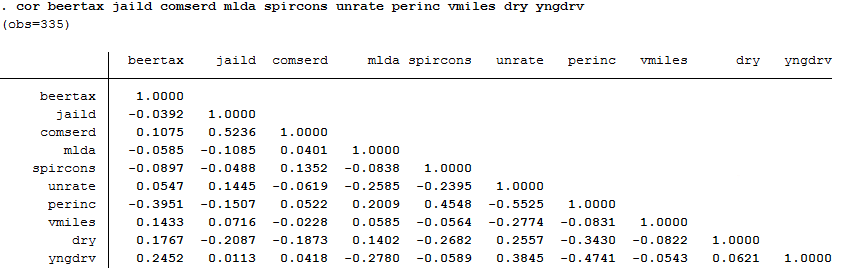 . cor beertax jaild comserd mlda spircons unrate perinc vmiles dry yngdrv
(obs=335)
beertax jaild comserd mlda spircons unrate perinc vmiles dry yngdrv
beertax 1.0000
jaild -0.0392 1.0000
comserd 0.1075 0.5236 1.0000
mlda -0.0585 -0.1085 0.0401 1.0000
spircons -0.0897 -0.0488 0.1352 -0.0838 1.0000
unrate 0.0547 0.1445 -0.0619 -0.2585 -0.2395 1.0000
perinc -0.3951 -0.1507 0.0522 0.2009 0.4548 -0.5525 1.0000
vmiles 0.1433 0.0716 -0.0228 0.0585 -0.0564 -0.2774 -0.0831 1.0000
dry 0.1767 -0.2087 -0.1873 0.1402 -0.2682 0.2557 -0.3430 -0.0822 1.0000
yngdrv 0.2452 0.0113 0.0418 -0.2780 -0.0589 0.3845 -0.4741 -0.0543 0.0621 1.0000